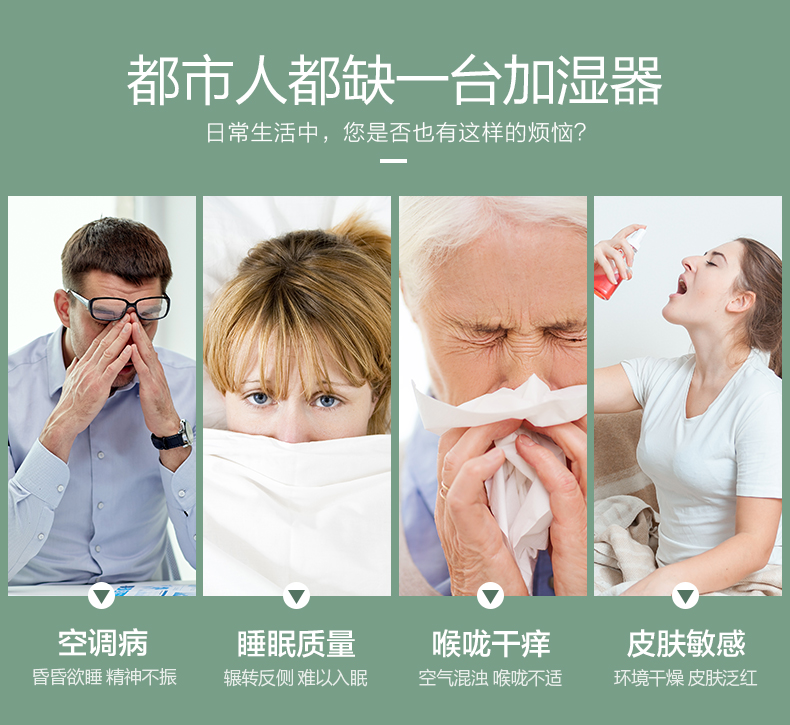 都市人都缺一台加湿器
日常生活中，您是否也有这样的烦恼？
空调病
昏昏欲睡 精神不振
睡眠质量
辗转反侧 难以入眠
喉咙干痒
空气混浊 喉咙不适
皮肤敏感
环境干燥 皮肤泛红